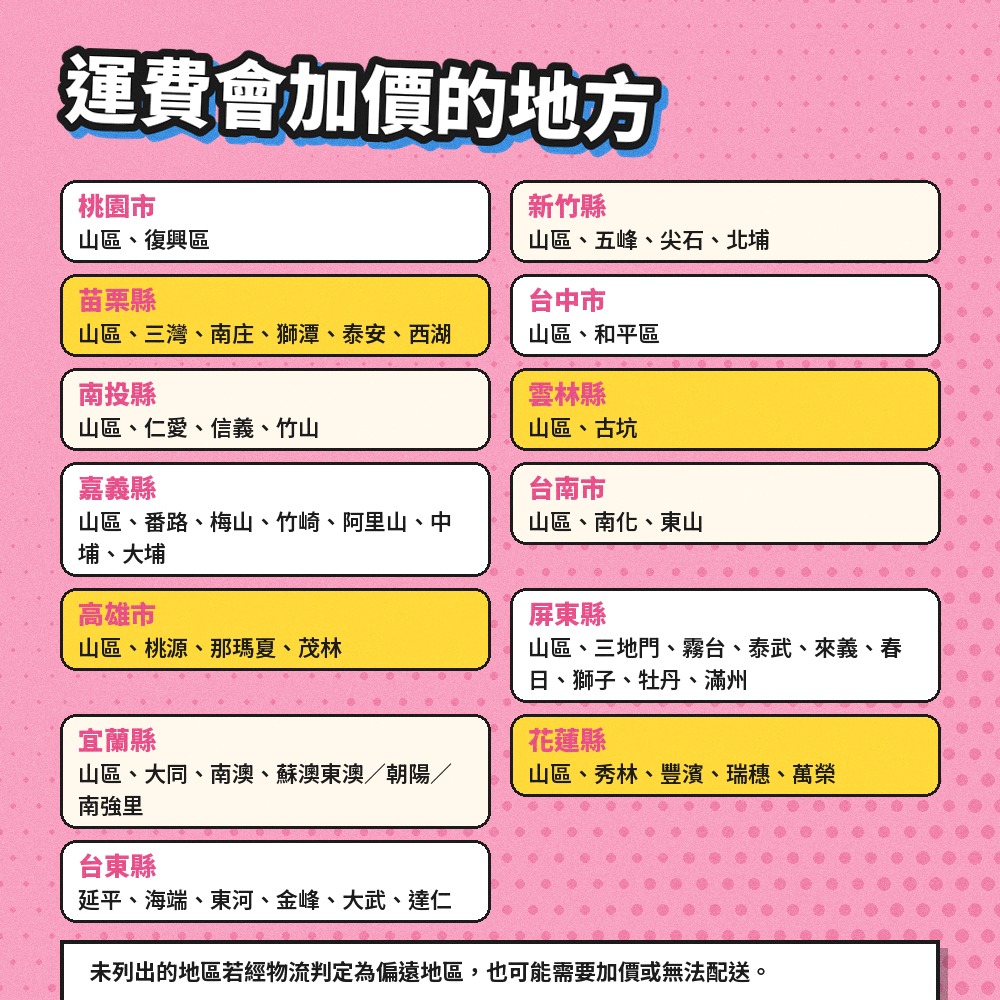 運費會加價的地方
桃園市
山區、復興區
新竹縣
山區、五峰、尖石、北埔
苗栗縣
山區、三灣、南庄、獅潭、泰安、西湖
台中市
山區、和平區
南投縣
山區、仁愛、信義、竹山
雲林縣
山區、古坑
嘉義縣
山區、番路、梅山、竹崎、阿里山、中
埔、大埔
台南市
山區、南化、東山
高雄市
山區、桃源、那瑪夏、茂林
屏東縣
山區、三地門、霧台、泰武、來義、春
日、獅子、牡丹、滿州
宜蘭縣
山區、大同、南澳、蘇澳東澳／朝陽／
南強里
花蓮縣
山區、秀林、豐濱、瑞穗、萬榮
台東縣
延平、海端、東河、金峰、大武、達仁
未列出的地區若經物流判定為偏遠地區，也可能需要加價或無法配送。